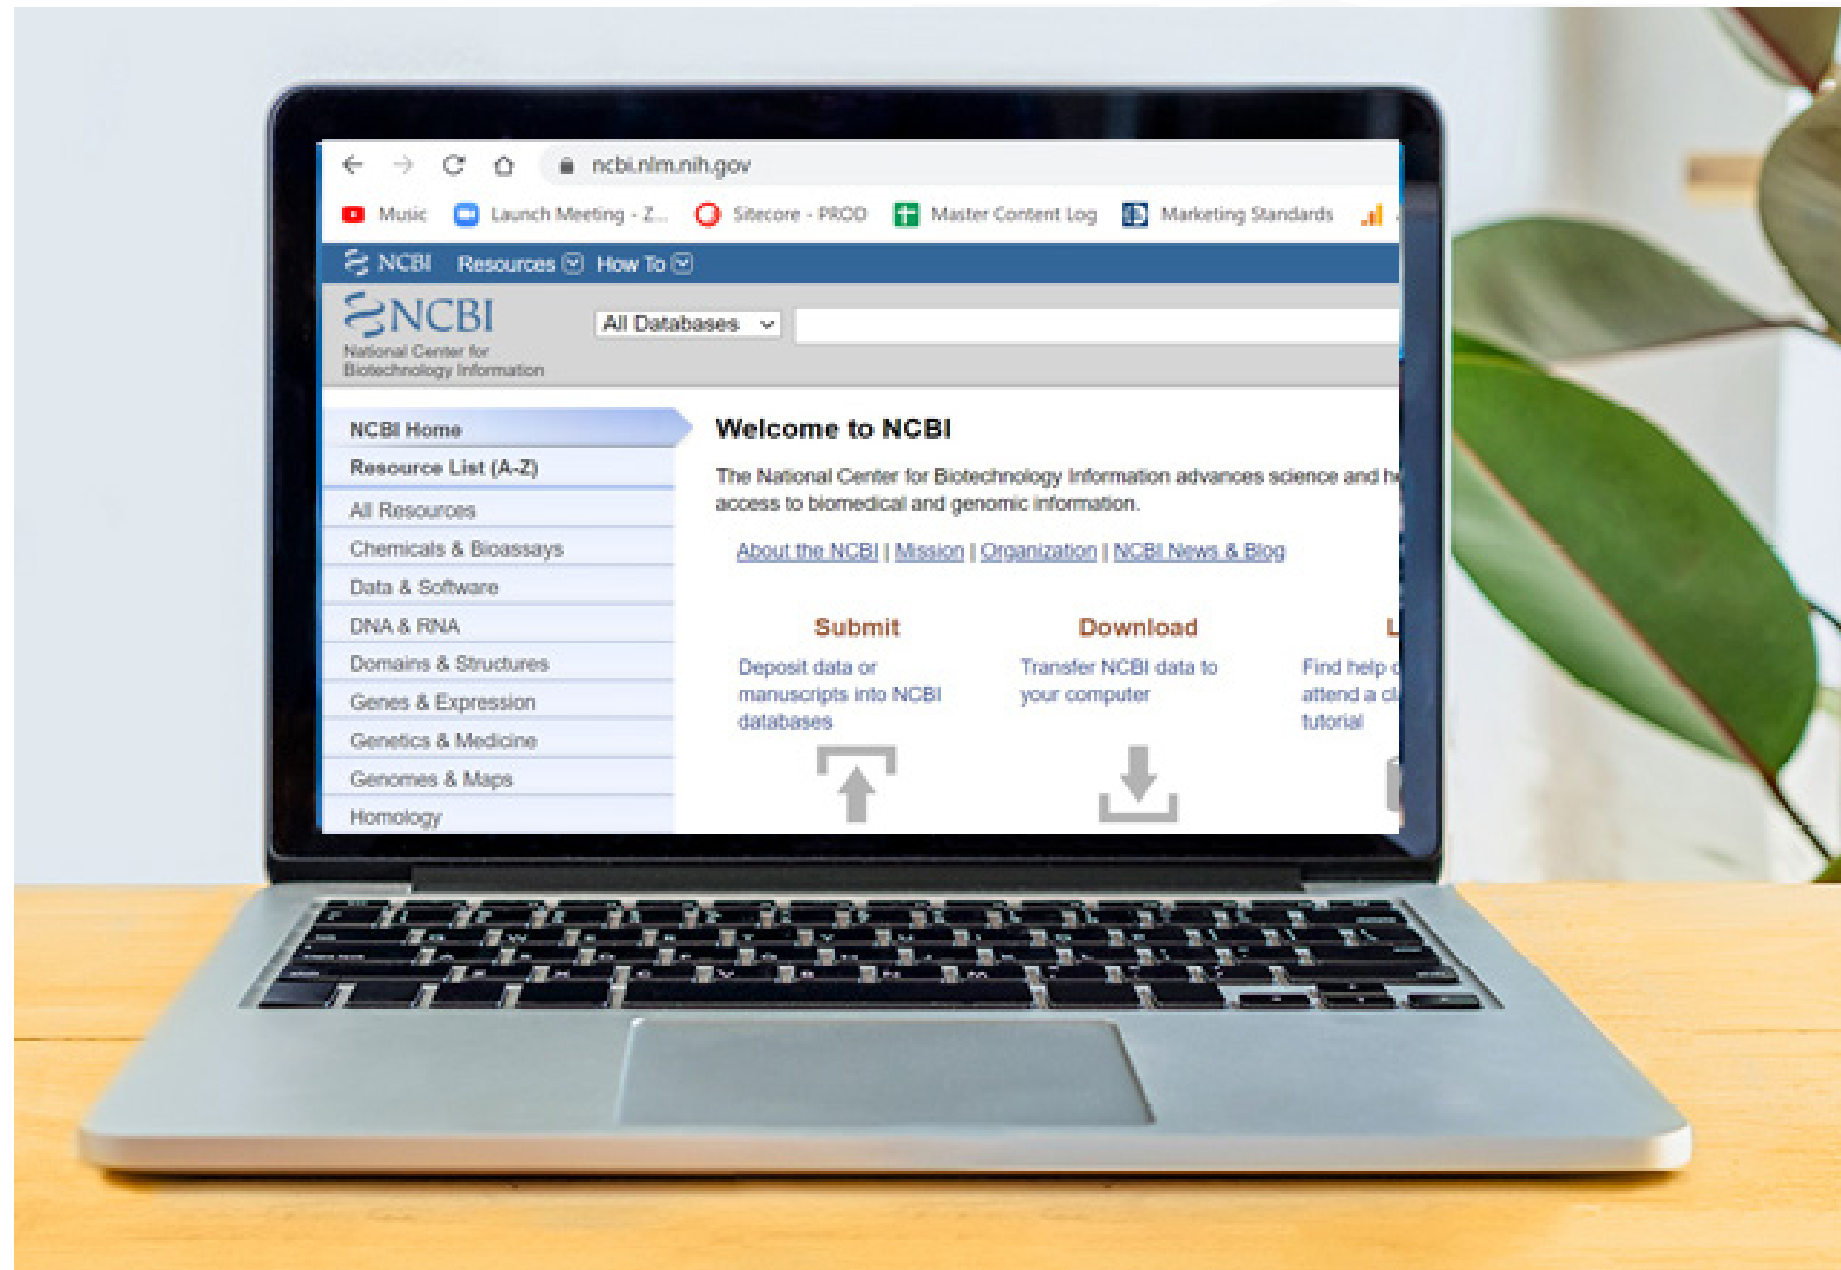 ncbi.nlm.nih.gov
Music Launch Meeting - Z... Sitecore - PROD Master Content Log Marketing Standards
NCBI Resources How To
NCBI
National Center for
Biotechnology Information
All Databases
NCBI Home
Resource List (A-Z)
All Resources
Chemicals & Bioassays
Data & Software
DNA & RNA
Domains & Structures
Genes & Expression
Genetics & Medicine
Genomes & Maps
Homology
Welcome to NCBI
The National Center for Biotechnology Information advances science and he
access to biomedical and genomic information.
About the NCBI | Mission | Organization | NCBI News & Blog
Submit
Deposit data or
manuscripts into NCBI
databases
Download
Transfer NCBI data to
your computer
L
Find help
attend a
tutorial